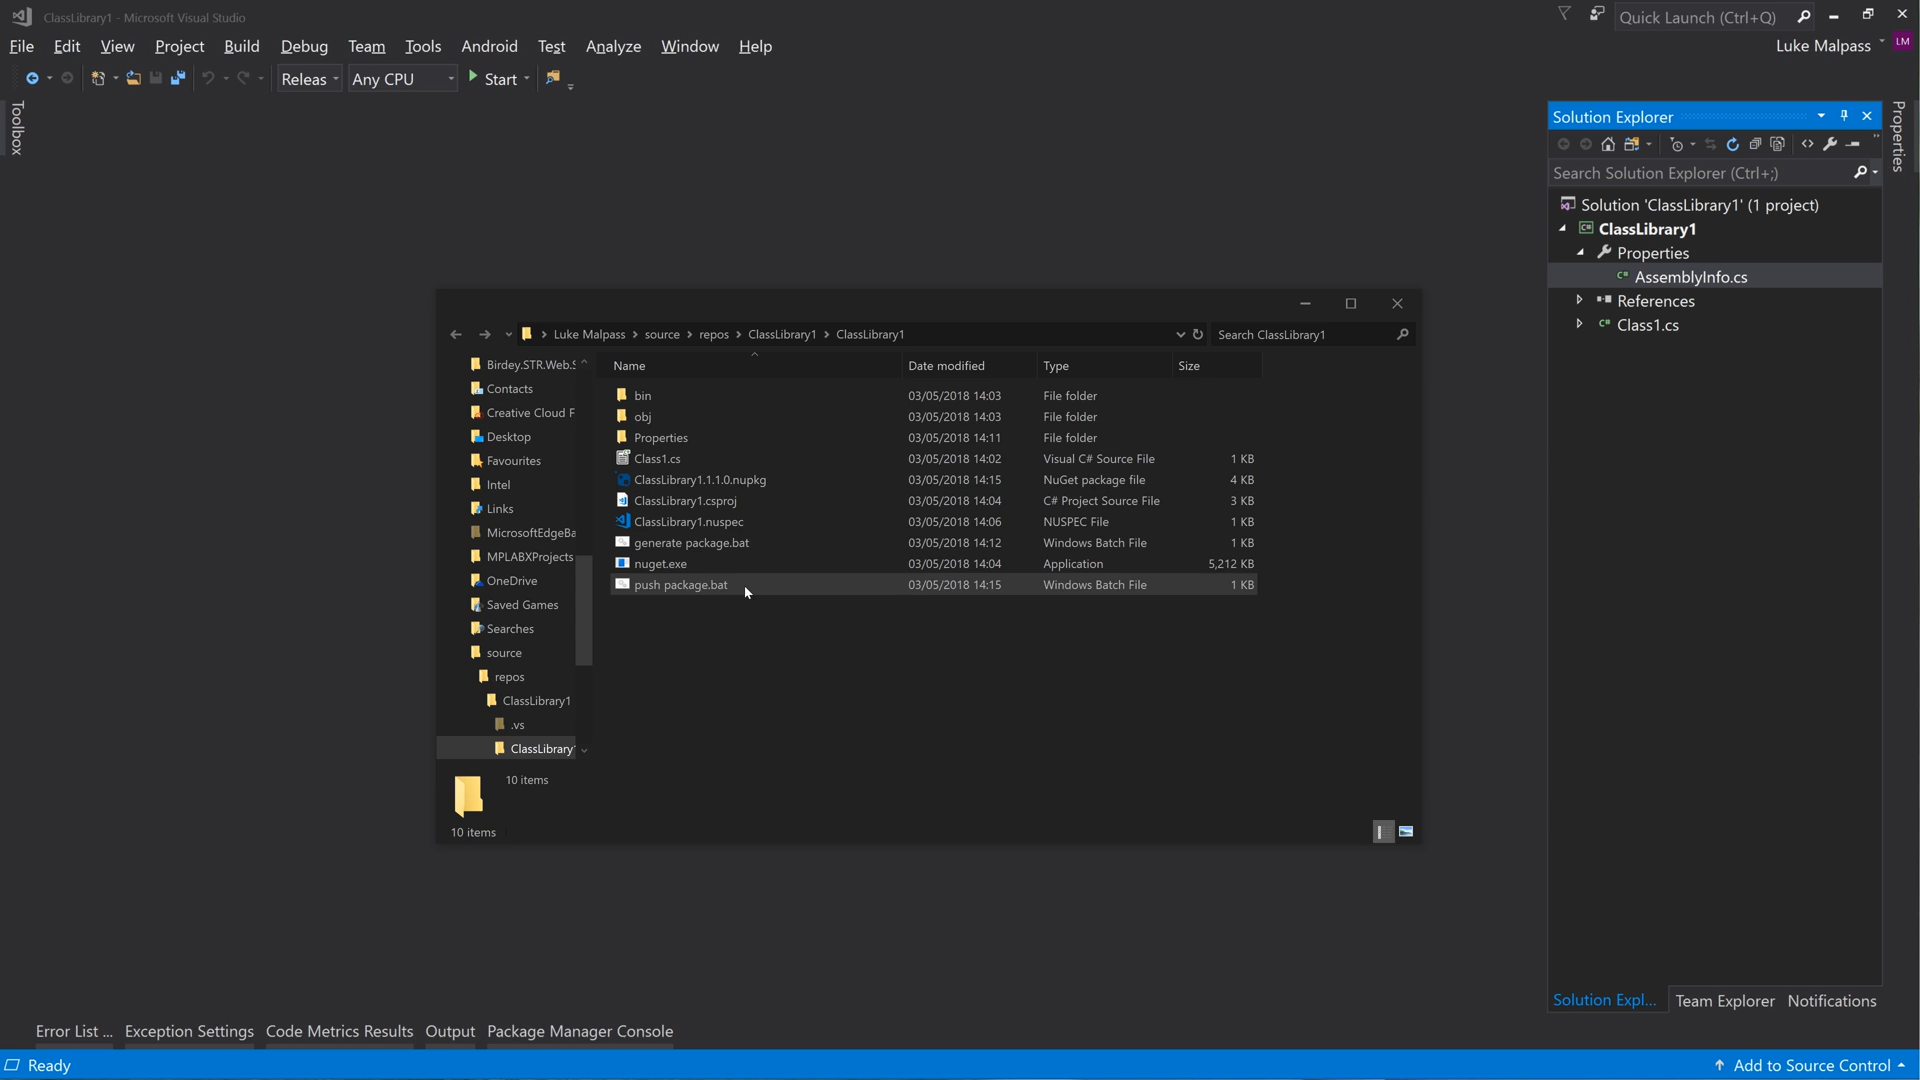 ClassLibrary1 - Microsoft Visual Studio
Quick Launch (Ctrl+Q)
File Edit View Project Build Debug Team Tools Android Test Analyze Window Help
Luke Malpass
LM
Releas
Any CPU
Start
Toolbox
Properties
Solution Explorer
Search Solution Explorer (Ctrl+;)
Solution 'ClassLibrary1' (1 project)
ClassLibrary1
Properties
AssemblyInfo.cs
References
Class1.cs
Luke Malpass > source > repos > ClassLibrary1 > ClassLibrary1
Search ClassLibrary1
Birdey.STR.Web.S
Contacts
Creative Cloud F
Desktop
Favourites
Intel
Links
MicrosoftEdgeBa
MPLABXProjects
OneDrive
Saved Games
Searches
source
repos
ClassLibrary1
.vs
ClassLibrary1
Name Date modified Type Size
bin 03/05/2018 14:03 File folder
obj 03/05/2018 14:03 File folder
Properties 03/05/2018 14:11 File folder
Class1.cs 03/05/2018 14:02 Visual C# Source File 1 KB
ClassLibrary1.1.1.0.nupkg 03/05/2018 14:15 NuGet package file 4 KB
ClassLibrary1.csproj 03/05/2018 14:04 C# Project Source File 3 KB
ClassLibrary1.nuspec 03/05/2018 14:06 NUSPEC File 1 KB
generate package.bat 03/05/2018 14:12 Windows Batch File 1 KB
nuget.exe 03/05/2018 14:04 Application 5,212 KB
push package.bat 03/05/2018 14:15 Windows Batch File 1 KB
10 items
10 items
Solution Expl... Team Explorer Notifications
Error List ... Exception Settings Code Metrics Results Output Package Manager Console
Ready
Add to Source Control